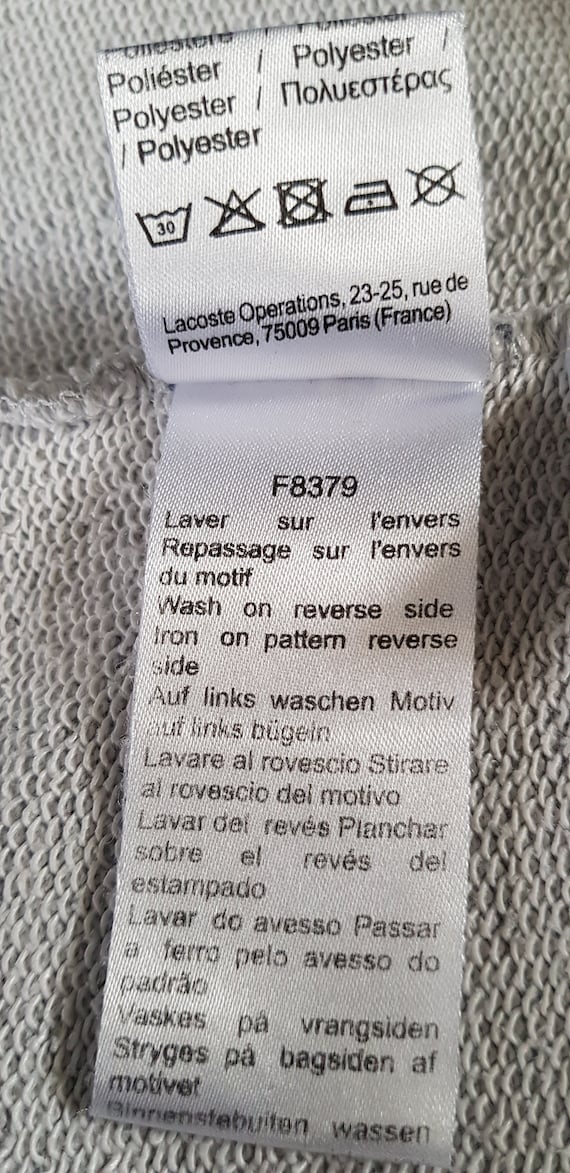 Poliéster / Polyester /
Polyester / Πολυεστέρας
/ Polyester
30
Lacoste Operations, 23-25, rue de
Provence, 75009 Paris (France)
F8379
Laver sur l'envers
Repassage sur l'envers
du motif
Wash on reverse side
Iron on pattern reverse
side
Auf links waschen Motiv
auf links bügeln
Lavare al rovescio Stirare
al rovescio del motivo
Lavar del revés Planchar
sobre el revés del
estampado
Lavar do avesso Passar
a ferro pelo avesso do
padrão
Vaskes på vrangsiden
Stryges på bagsiden af
motivet
Binnenstebuiten wassen